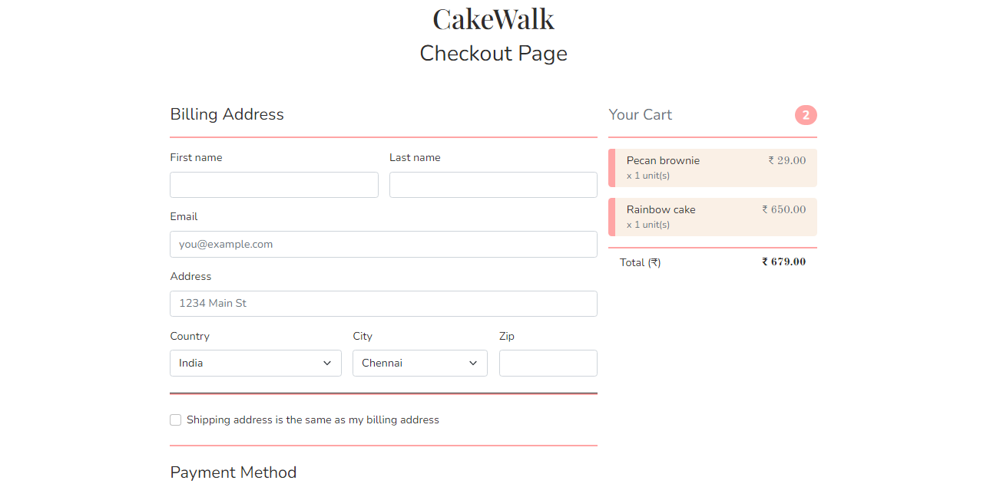 CakeWalk
Checkout Page
Billing Address
First name
Last name
Email
you@example.com
Address
1234 Main St
Country
City
Zip
India
Chennai
Shipping address is the same as my billing address
Payment Method
Your Cart
2
Pecan brownie
₹ 29.00
x 1 unit(s)
Rainbow cake
₹ 650.00
x 1 unit(s)
Total (₹)
₹ 679.00